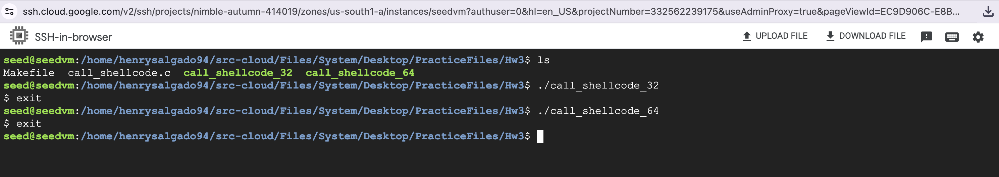 ssh.cloud.google.com/v2/ssh/projects/nimble-autumn-414019/zones/us-south1-a/instances/seedvm?authuser=0&hl=en_US&projectNumber=332562239175&useAdminProxy=true&pageViewId=EC9D906C-E8B...
SSH-in-browser UPLOAD FILE DOWNLOAD FILE
seed@seedvm:/home/henrysalgado94/src-cloud/Files/System/Desktop/PracticeFiles/Hw3$ ls
Makefile  call_shellcode.c  call_shellcode_32  call_shellcode_64
seed@seedvm:/home/henrysalgado94/src-cloud/Files/System/Desktop/PracticeFiles/Hw3$ ./call_shellcode_32
$ exit
seed@seedvm:/home/henrysalgado94/src-cloud/Files/System/Desktop/PracticeFiles/Hw3$ ./call_shellcode_64
$ exit
seed@seedvm:/home/henrysalgado94/src-cloud/Files/System/Desktop/PracticeFiles/Hw3$